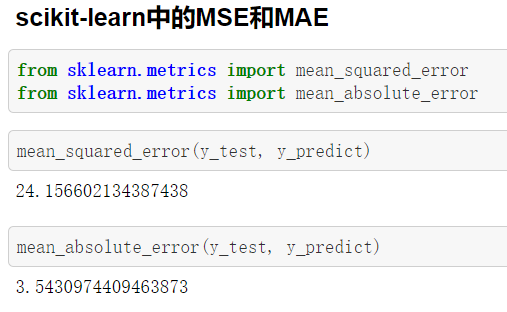 scikit-learn中的MSE和MAE
from sklearn.metrics import mean_squared_error
from sklearn.metrics import mean_absolute_error
mean_squared_error(y_test, y_predict)
24.156602134387438
mean_absolute_error(y_test, y_predict)
3.5430974409463873